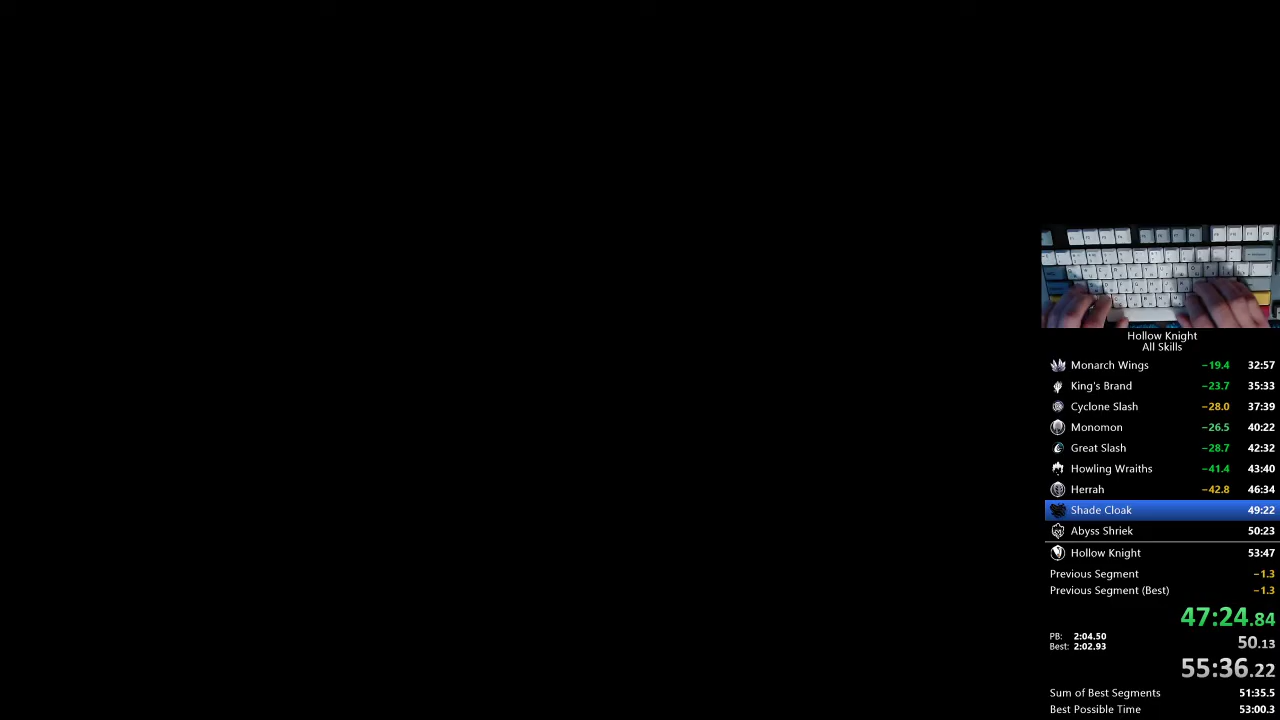 Hollow Knight
All Skills
Monarch Wings −19.4 32:57
King's Brand −23.7 35:33
Cyclone Slash −28.0 37:39
Monomon −26.5 40:22
Great Slash −28.7 42:32
Howling Wraiths −41.4 43:40
Herrah −42.8 46:34
Shade Cloak 49:22
Abyss Shriek 50:23
Hollow Knight 53:47
Previous Segment −1.3
Previous Segment (Best) −1.3
47:24.84
PB: 2:04.50 50.13
Best: 2:02.93
55:36.22
Sum of Best Segments 51:35.5
Best Possible Time 53:00.3